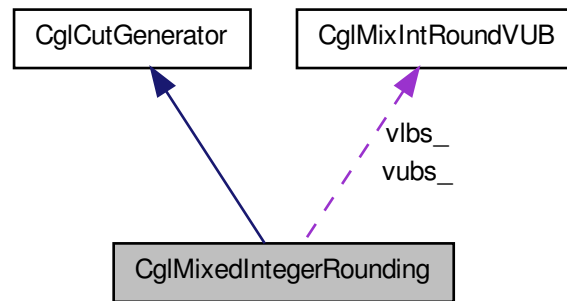 CglCutGenerator
CglMixIntRoundVUB
vlbs_
vubs_
CglMixedIntegerRounding